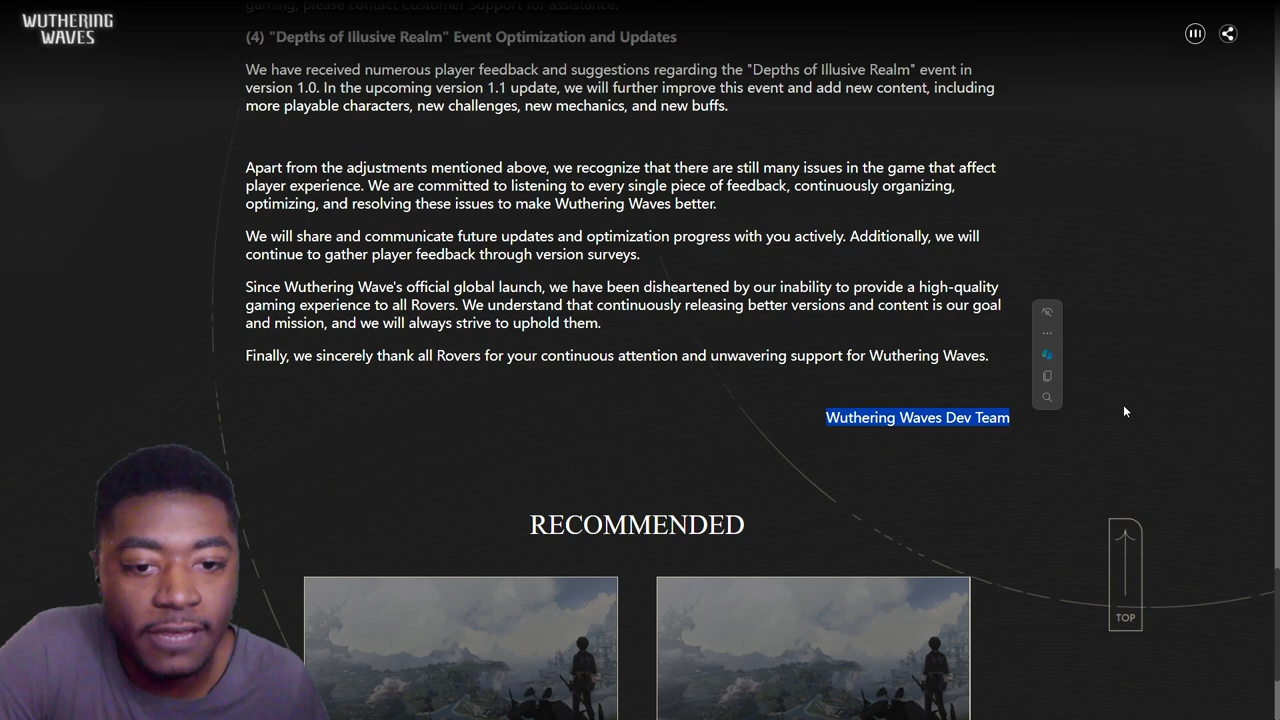 WUTHERING
WAVES
gaming, please contact Customer Support for assistance.
(4) "Depths of Illusive Realm" Event Optimization and Updates
We have received numerous player feedback and suggestions regarding the "Depths of Illusive Realm" event in
version 1.0. In the upcoming version 1.1 update, we will further improve this event and add new content, including
more playable characters, new challenges, new mechanics, and new buffs.
Apart from the adjustments mentioned above, we recognize that there are still many issues in the game that affect
player experience. We are committed to listening to every single piece of feedback, continuously organizing,
optimizing, and resolving these issues to make Wuthering Waves better.
We will share and communicate future updates and optimization progress with you actively. Additionally, we will
continue to gather player feedback through version surveys.
Since Wuthering Wave's official global launch, we have been disheartened by our inability to provide a high-quality
gaming experience to all Rovers. We understand that continuously releasing better versions and content is our goal
and mission, and we will always strive to uphold them.
Finally, we sincerely thank all Rovers for your continuous attention and unwavering support for Wuthering Waves.
Wuthering Waves Dev Team
RECOMMENDED
TOP